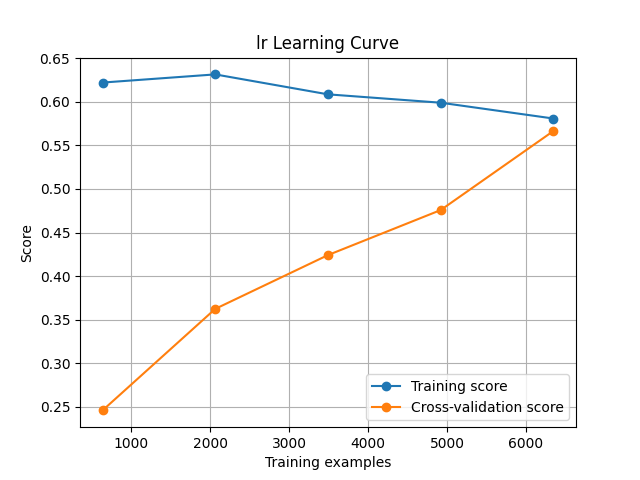 lr Learning Curve
0.65
0.60
0.55
0.50
0.45
0.40
0.35
0.30
0.25
Score
Training score
Cross-validation score
1000 2000 3000 4000 5000 6000
Training examples